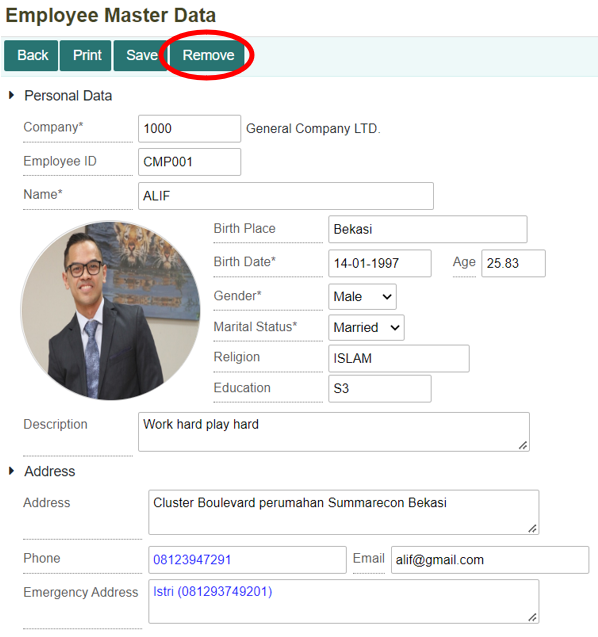 Employee Master Data
Back Print Save Remove
Personal Data
Company* 1000 General Company LTD.
Employee ID CMP001
Name* ALIF
Birth Place Bekasi
Birth Date* 14-01-1997 Age 25.83
Gender* Male
Marital Status* Married
Religion ISLAM
Education S3
Description Work hard play hard
Address
Address Cluster Boulevard perumahan Summarecon Bekasi
Phone 08123947291 Email alif@gmail.com
Emergency Address Istri (081293749201)